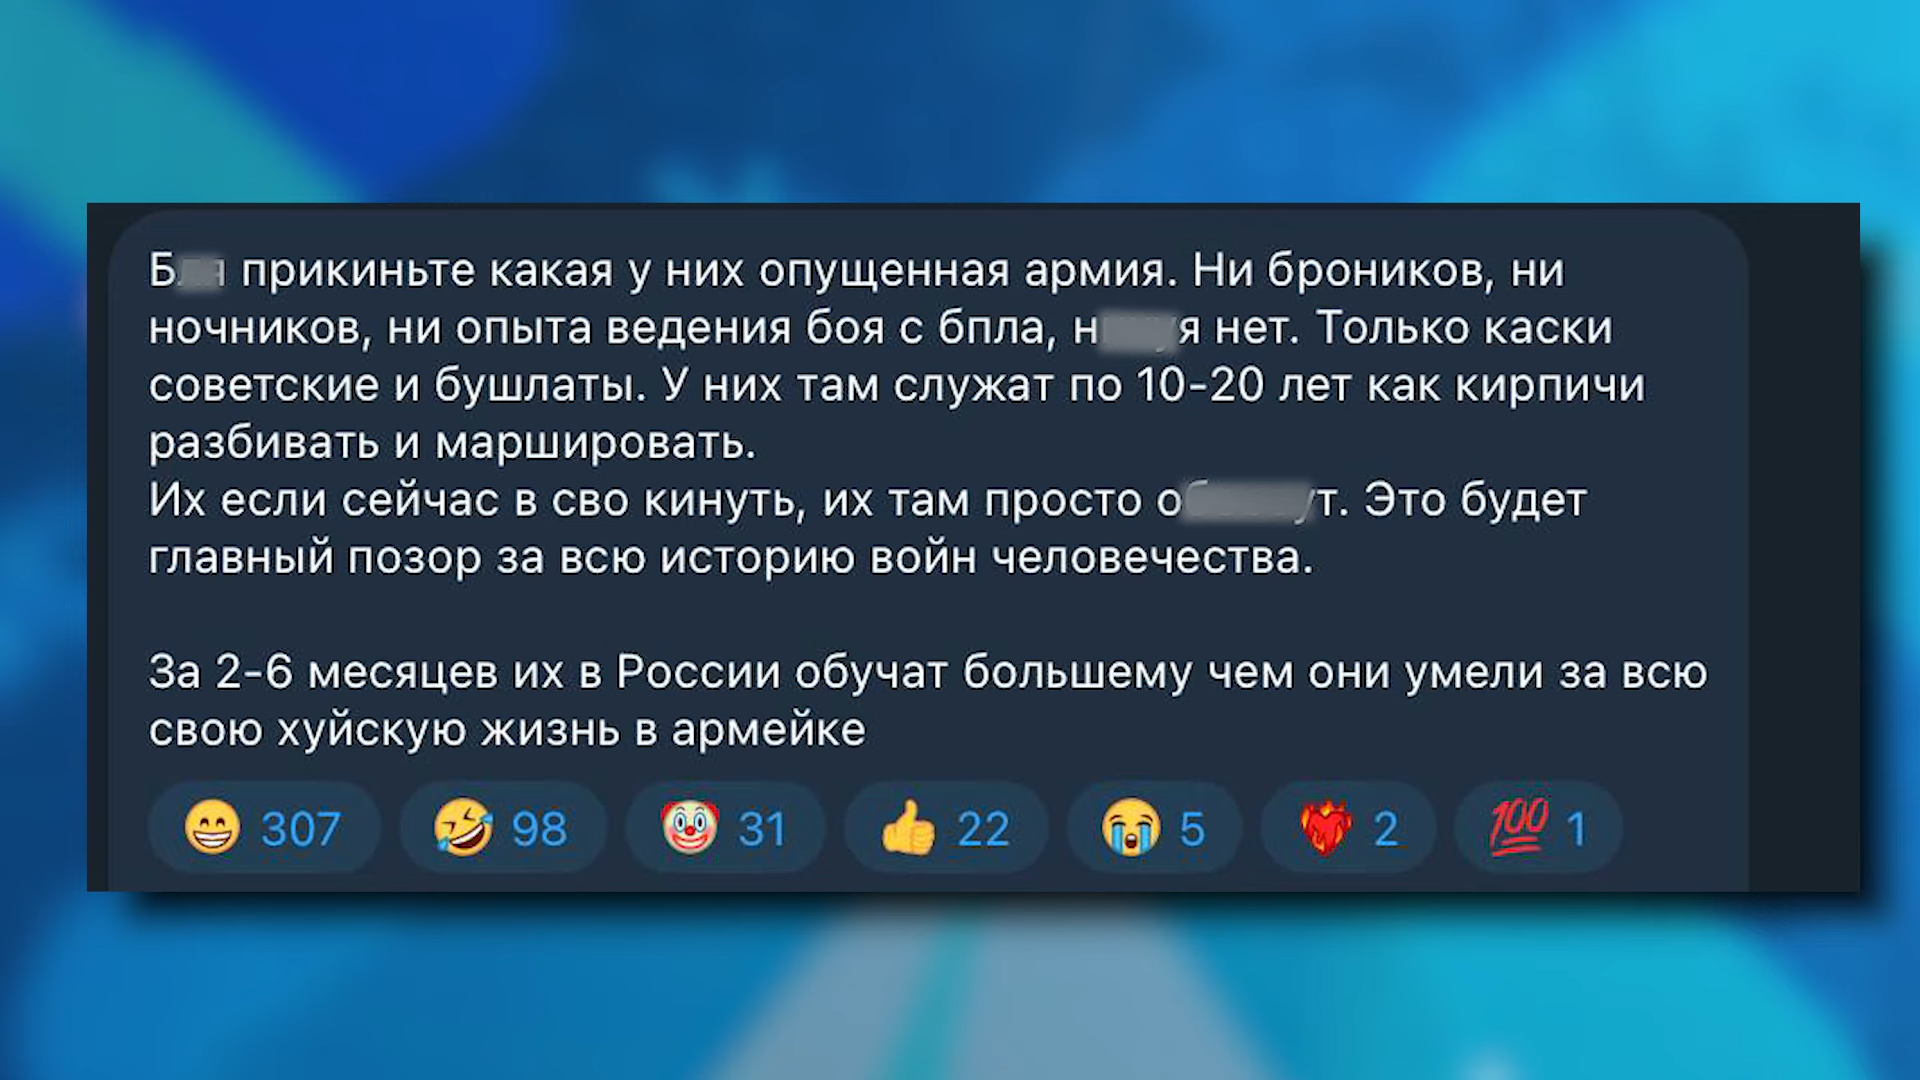 прикиньте какая у них опущенная армия. Ни броников, ни
ночников, ни опыта ведения боя с бпла, нет. Только каски
советские и бушлаты. У них там служат по 10-20 лет как кирпичи
разбивать и маршировать.
Их если сейчас в сво кинуть, их там просто Это будет
главный позор за всю историю войн человечества.
За 2-6 месяцев их в России обучат большему чем они умели за всю
свою хуйскую жизнь в армейке
307 98 31 22 5 2 100 1